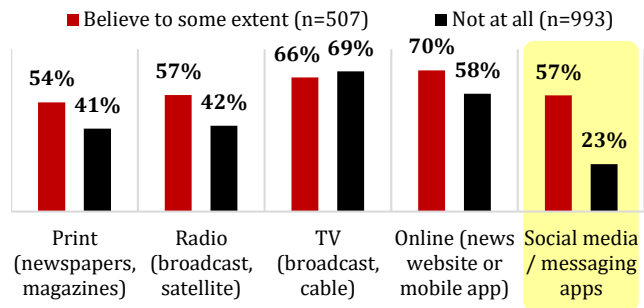 Believe to some extent (n=507) Not at all (n=993)
54% 41% 57% 42% 66% 69% 70% 58% 57% 23%
Print (newspapers, magazines)
Radio (broadcast, satellite)
TV (broadcast, cable)
Online (news website or mobile app)
Social media / messaging apps